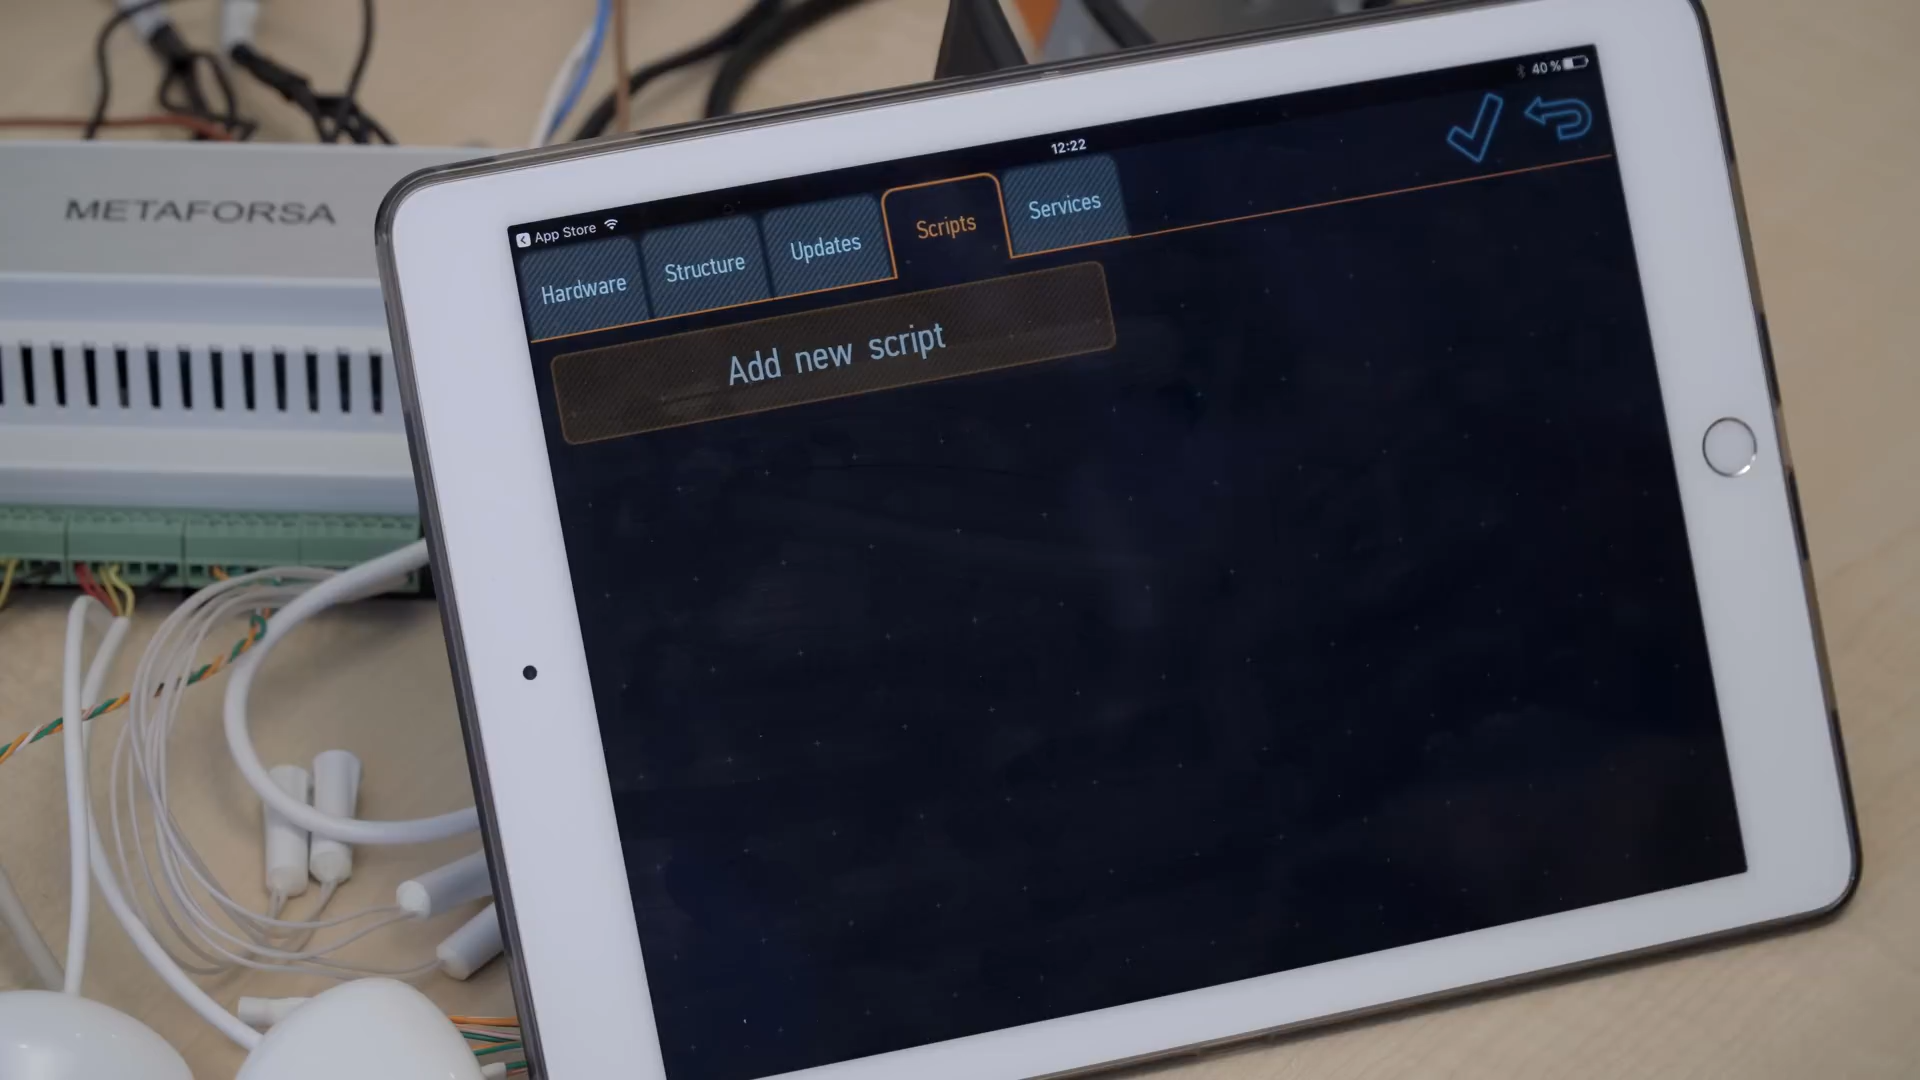 METAFORSA
App Store
12:22
40 %
Hardware
Structure
Updates
Scripts
Services
Add new script